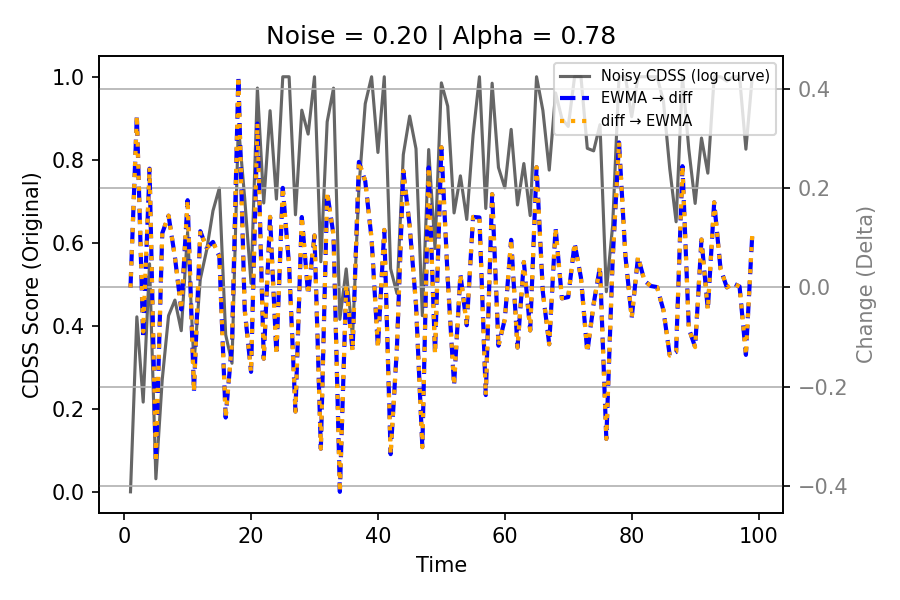 Noise = 0.20 | Alpha = 0.78
Noisy CDSS (log curve)
EWMA → diff
diff → EWMA
CDSS Score (Original)
1.0
0.8
0.6
0.4
0.2
0.0
0.4
0.2
0.0
−0.2
−0.4
Change (Delta)
0
20
40
60
80
100
Time